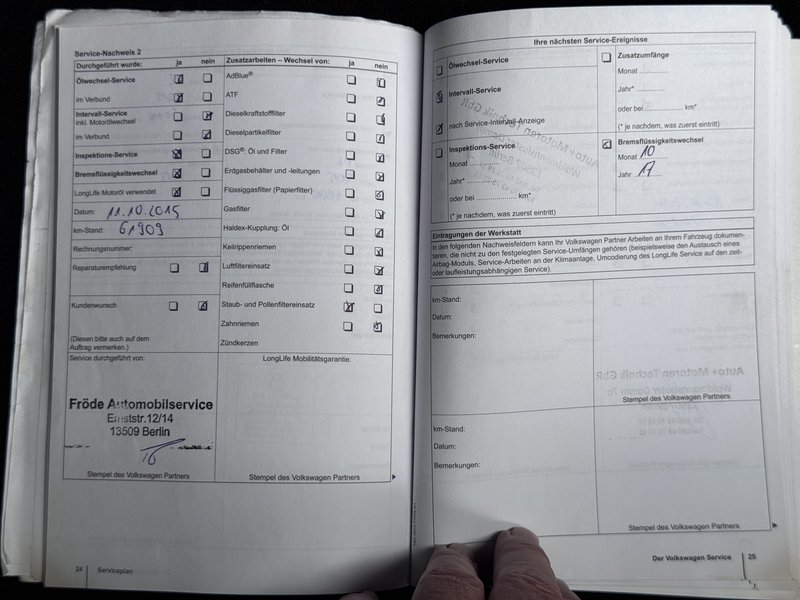 Service-Nachweis 2
Durchgeführt wurde: ja nein
Ölwechsel-Service
im Verbund
Intervall-Service
inkl. Motorölwechsel
im Verbund
Inspektions-Service
Bremsflüssigkeitswechsel
LongLife Motoröl verwendet
Datum: 11.10.2015
km-Stand: 61909
Rechnungsnummer:
Reparaturempfehlung
Kundenwunsch
(Diesen bitte auch auf dem
Auftrag vermerken.)
Zusatzarbeiten – Wechsel von: ja nein
AdBlue®
ATF
Dieselkraftstofffilter
Dieselpartikelfilter
DSG®: Öl und Filter
Erdgasbehälter und -leitungen
Flüssiggasfilter (Papierfilter)
Gasfilter
Haldex-Kupplung: Öl
Keilrippenriemen
Luftfiltereinsatz
Reifenfüllflasche
Staub- und Pollenfiltereinsatz
Zahnriemen
Zündkerzen
Service durchgeführt von:
Fröde Automobilservice
Ernststr.12/14
13509 Berlin
Stempel des Volkswagen Partners
LongLife Mobilitätsgarantie:
Stempel des Volkswagen Partners
24 Serviceplan
Ihre nächsten Service-Ereignisse
Ölwechsel-Service
Intervall-Service
nach Service-Intervall-Anzeige
Inspektions-Service
Monat ..............
Jahr* ..............
oder bei .............. km*
(* je nachdem, was zuerst eintritt)
Zusatzumfänge
Monat ..............
Jahr* ..............
oder bei .............. km*
(* je nachdem, was zuerst eintritt)
Bremsflüssigkeitswechsel
Monat 10
Jahr 17
Eintragungen der Werkstatt
In den folgenden Nachweisfeldern kann Ihr Volkswagen Partner Arbeiten an Ihrem Fahrzeug dokumen-
tieren, die nicht zu den festgelegten Service-Umfängen gehören (beispielsweise den Austausch eines
Airbag-Moduls, Service-Arbeiten an der Klimaanlage, Umcodierung des LongLife Service auf den zeit-
oder laufleistungsabhängigen Service).
km-Stand:
Datum:
Bemerkungen:
Stempel des Volkswagen Partners
km-Stand:
Datum:
Bemerkungen:
Stempel des Volkswagen Partners
Der Volkswagen Service 25